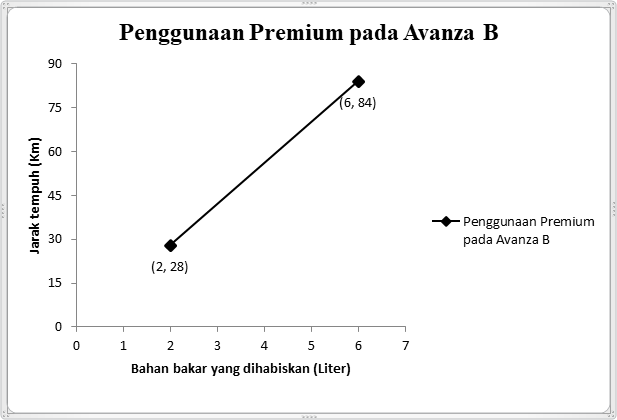 Penggunaan Premium pada Avanza B
90
75
60
45
30
15
0
Jarak tempuh (Km)
(6, 84)
(2, 28)
Penggunaan Premium
pada Avanza B
0 1 2 3 4 5 6 7
Bahan bakar yang dihabiskan (Liter)